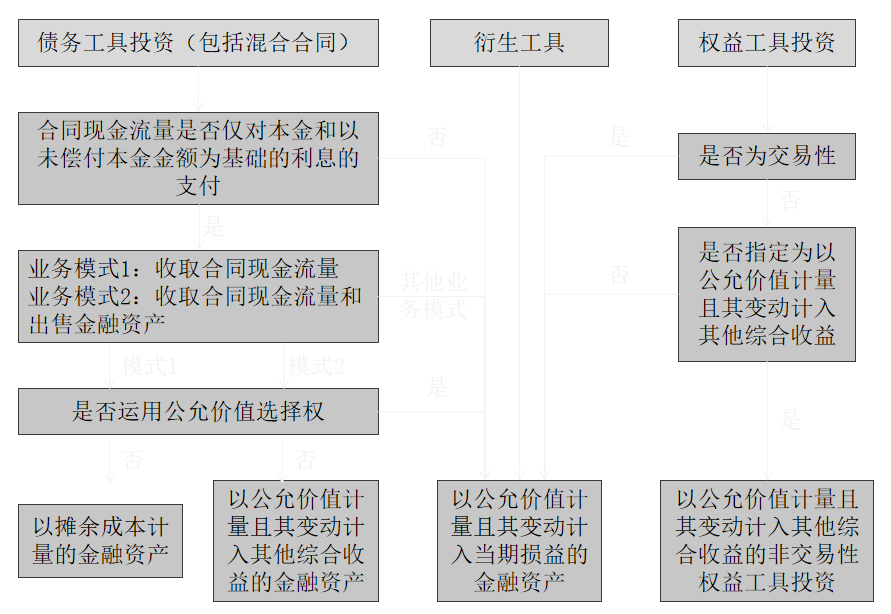 债务工具投资（包括混合合同）
衍生工具
权益工具投资
合同现金流量是否仅对本金和以
未偿付本金金额为基础的利息的
支付
否
是
是否为交易性
是
否
业务模式1：收取合同现金流量
业务模式2：收取合同现金流量和
出售金融资产
其他业
务模式
否
是否指定为以
公允价值计量
且其变动计入
其他综合收益
模式1
模式2
是否运用公允价值选择权
是
是
否
否
以摊余成本计
量的金融资产
以公允价值计
量且其变动计
入其他综合收
益的金融资产
以公允价值计
量且其变动计
入当期损益的
金融资产
以公允价值计量且
其变动计入其他综
合收益的非交易性
权益工具投资